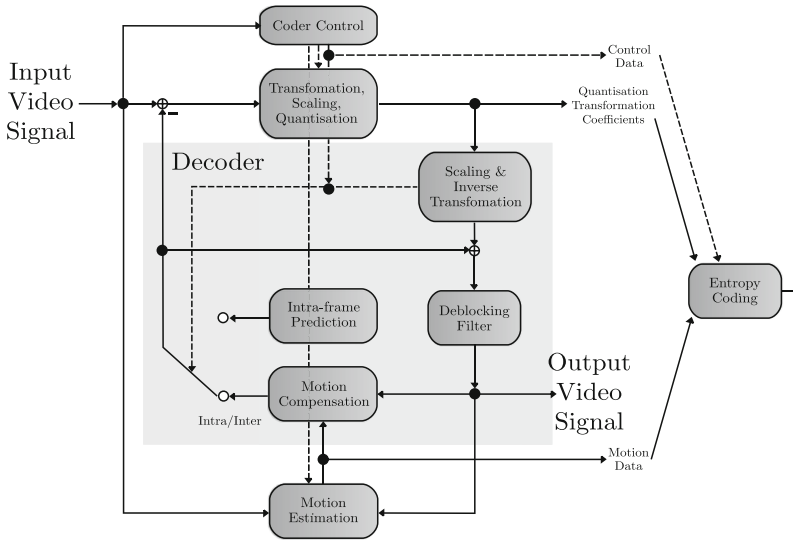 Coder Control
Control
Data
Input
Video
Signal
Transfomation,
Scaling,
Quantisation
Quantisation
Transformation
Coefficients
Decoder
Scaling &
Inverse
Transfomation
Entropy
Coding
Intra-frame
Prediction
Deblocking
Filter
Output
Video
Signal
Motion
Compensation
Intra/Inter
Motion
Data
Motion
Estimation